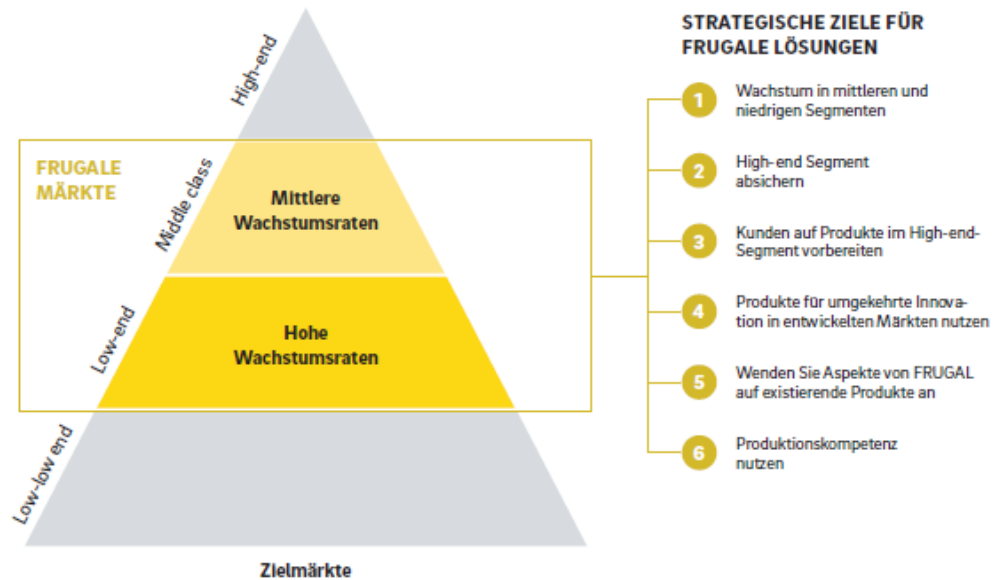 High-end
FRUGALE
MÄRKTE
Middle class
Mittlere
Wachstumsraten
Low-end
Hohe
Wachstumsraten
Low-low end
Zielmärkte
STRATEGISCHE ZIELE FÜR
FRUGALE LÖSUNGEN
1
Wachstum in mittleren und
niedrigen Segmenten
2
High-end Segment
absichern
3
Kunden auf Produkte im High-end-
Segment vorbereiten
4
Produkte für umgekehrte Innova-
tion in entwickelten Märkten nutzen
5
Wenden Sie Aspekte von FRUGAL
auf existierende Produkte an
6
Produktionskompetenz
nutzen